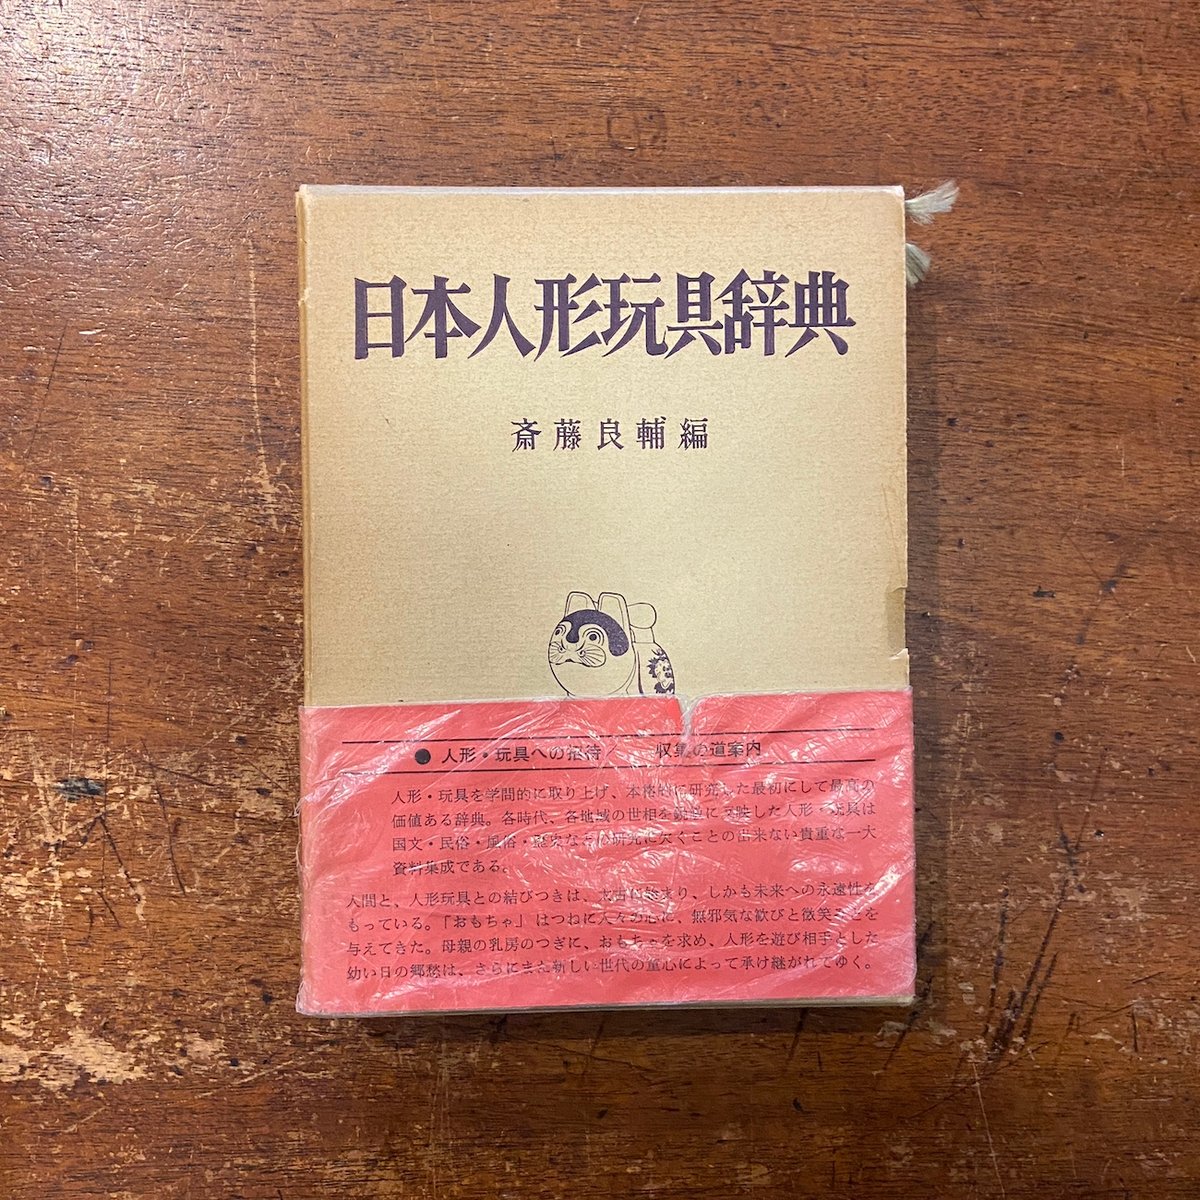 日本人形玩具辞典
斎藤良輔編
● 人形・玩具への招待 収集の道案内
人形・玩具を学問的に取り上げ、本格的に研究した最初にして最高の
価値ある辞典。各時代、各地域の世相を鋭敏に反映した人形・玩具は
国文・民俗・風俗・歴史などの研究に欠くことの出来ない貴重な一大
資料集成である。
人間と、人形玩具との結びつきは、太古に始まり、しかも未来への永遠性を
もっている。「おもちゃ」はつねに人々の心に、無邪気な歓びと微笑みとを
与えてきた。母親の乳房のつぎに、おもちゃを求め、人形を遊び相手とした
幼い日の郷愁は、さらにまた新しい世代の童心によって承け継がれてゆく。